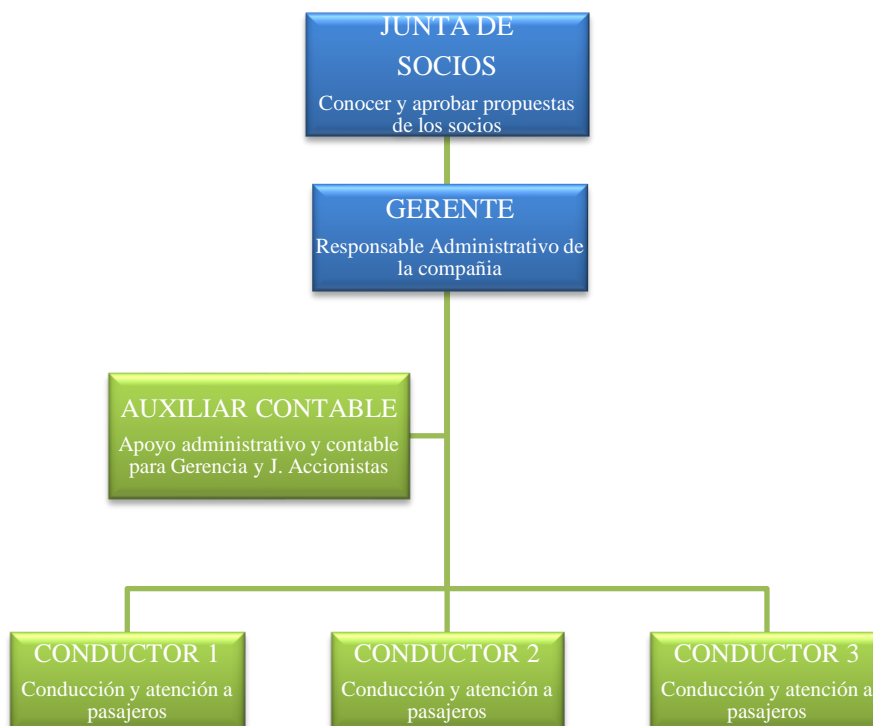 JUNTA DE
SOCIOS
Conocer y aprobar propuestas
de los socios
GERENTE
Responsable Administrativo de
la compañia
AUXILIAR CONTABLE
Apoyo administrativo y contable
para Gerencia y J. Accionistas
CONDUCTOR 1
Conducción y atención a
pasajeros
CONDUCTOR 2
Conducción y atención a
pasajeros
CONDUCTOR 3
Conducción y atención a
pasajeros